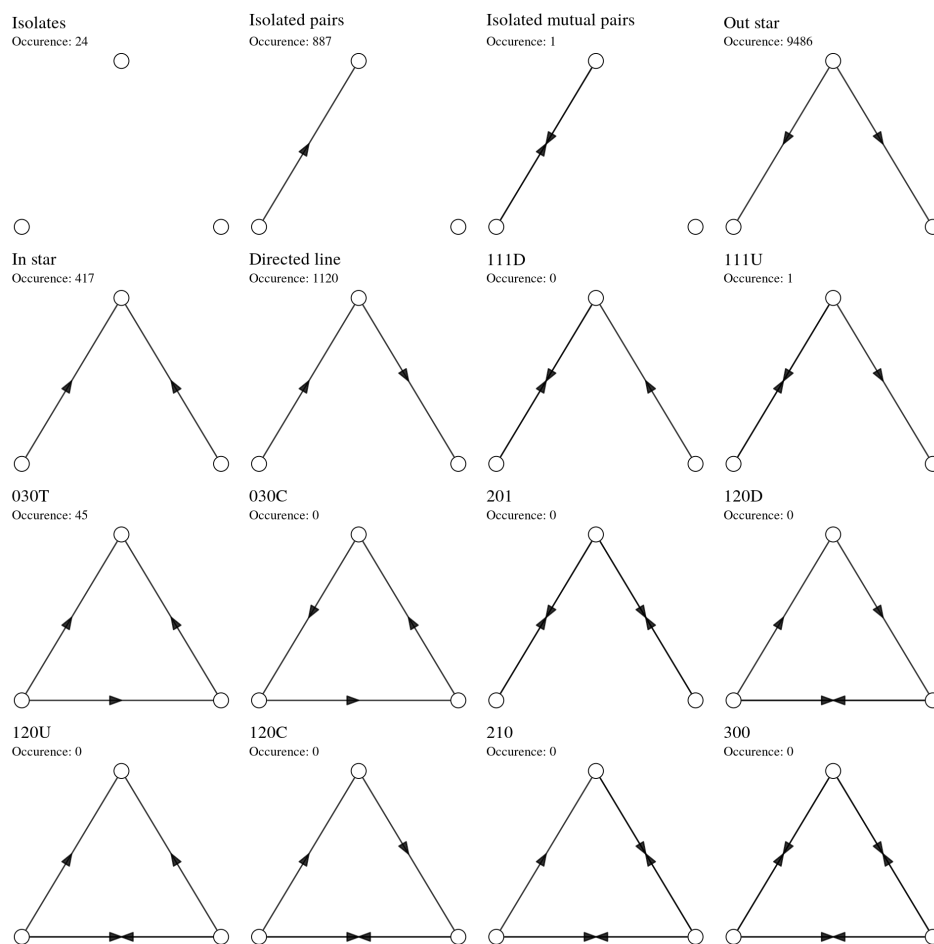 Isolates
Occurence: 24
Isolated pairs
Occurence: 887
Isolated mutual pairs
Occurence: 1
Out star
Occurence: 9486
In star
Occurence: 417
Directed line
Occurence: 1120
111D
Occurence: 0
111U
Occurence: 1
030T
Occurence: 45
030C
Occurence: 0
201
Occurence: 0
120D
Occurence: 0
120U
Occurence: 0
120C
Occurence: 0
210
Occurence: 0
300
Occurence: 0